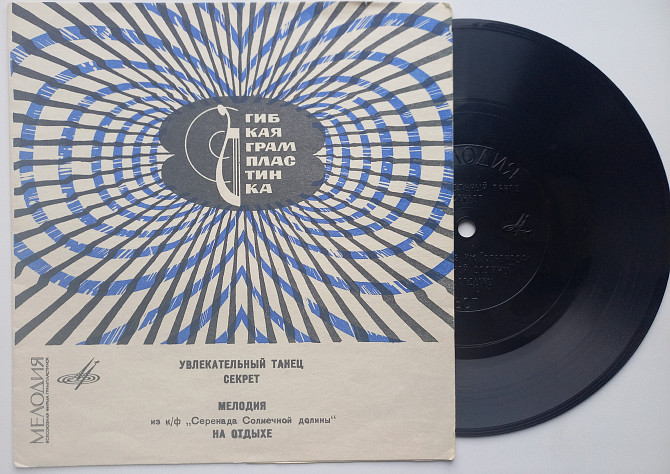 ГИБ
КАЯ
ГРАМ
ПЛАС
ТИН
КА
МЕЛОДИЯ
ВСЕСОЮЗНАЯ ФИРМА ГРАМПЛАСТИНОК
УВЛЕКАТЕЛЬНЫЙ ТАНЕЦ
СЕКРЕТ
МЕЛОДИЯ
из к/ф „Серенада Солнечной долины"
НА ОТДЫХЕ